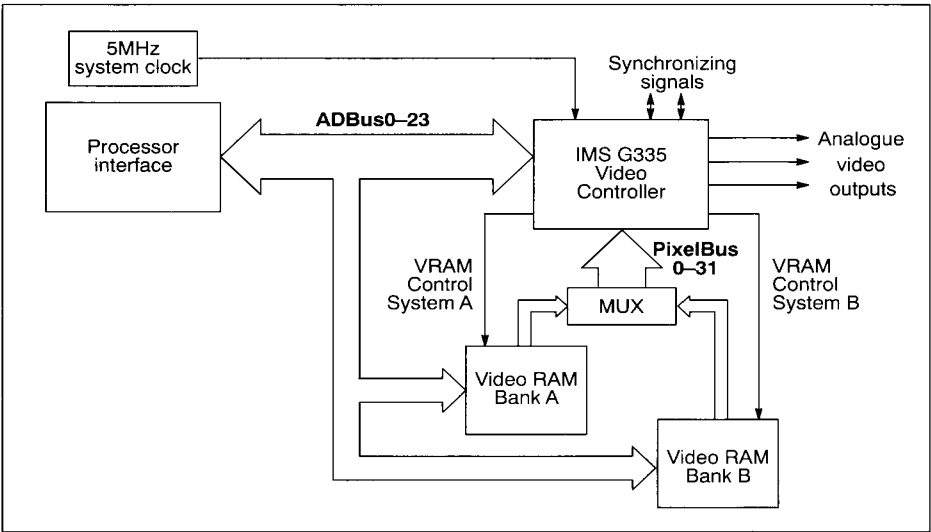 5MHz
system clock
Synchronizing
signals
ADBus0–23
Processor
interface
IMS G335
Video
Controller
Analogue
video
outputs
VRAM
Control
System A
PixelBus
0–31
VRAM
Control
System B
MUX
Video RAM
Bank A
Video RAM
Bank B